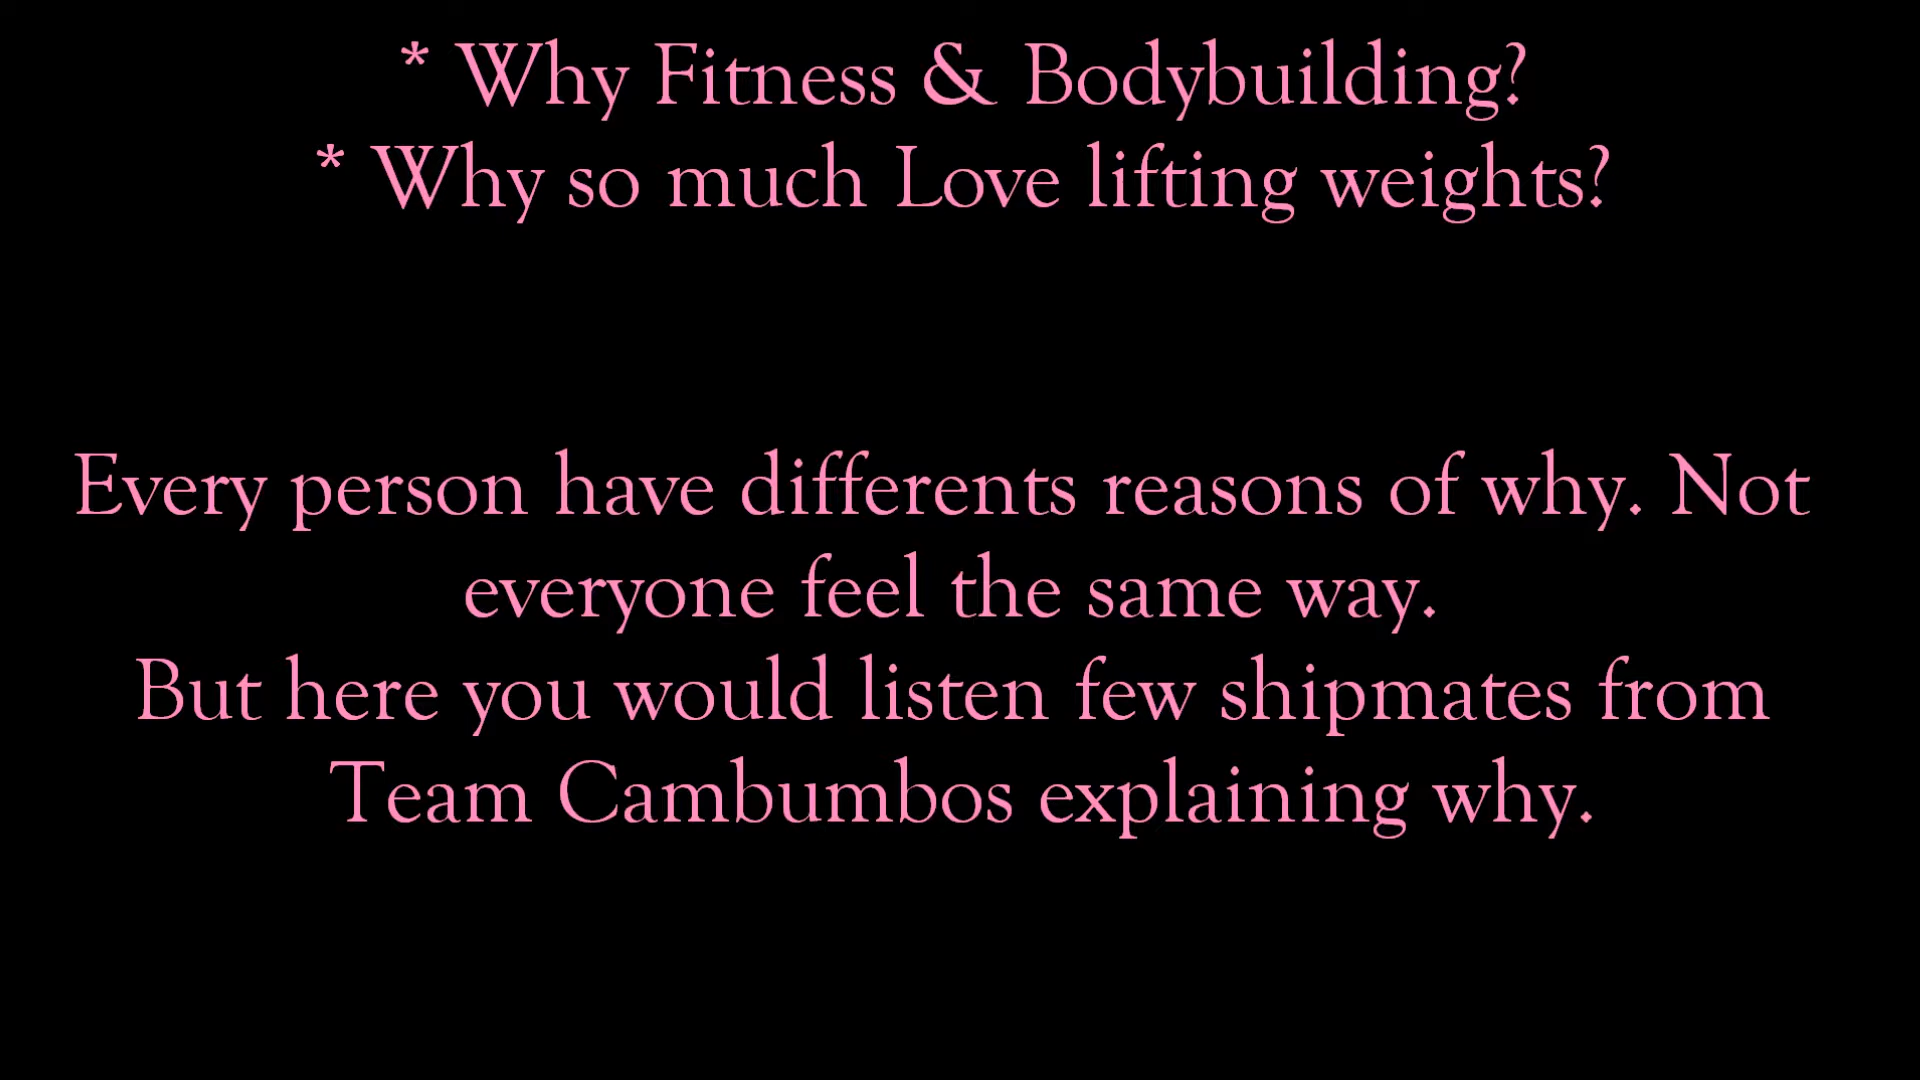 * Why Fitness & Bodybuilding?
* Why so much Love lifting weights?
Every person have differents reasons of why. Not
everyone feel the same way.
But here you would listen few shipmates from
Team Cambumbos explaining why.